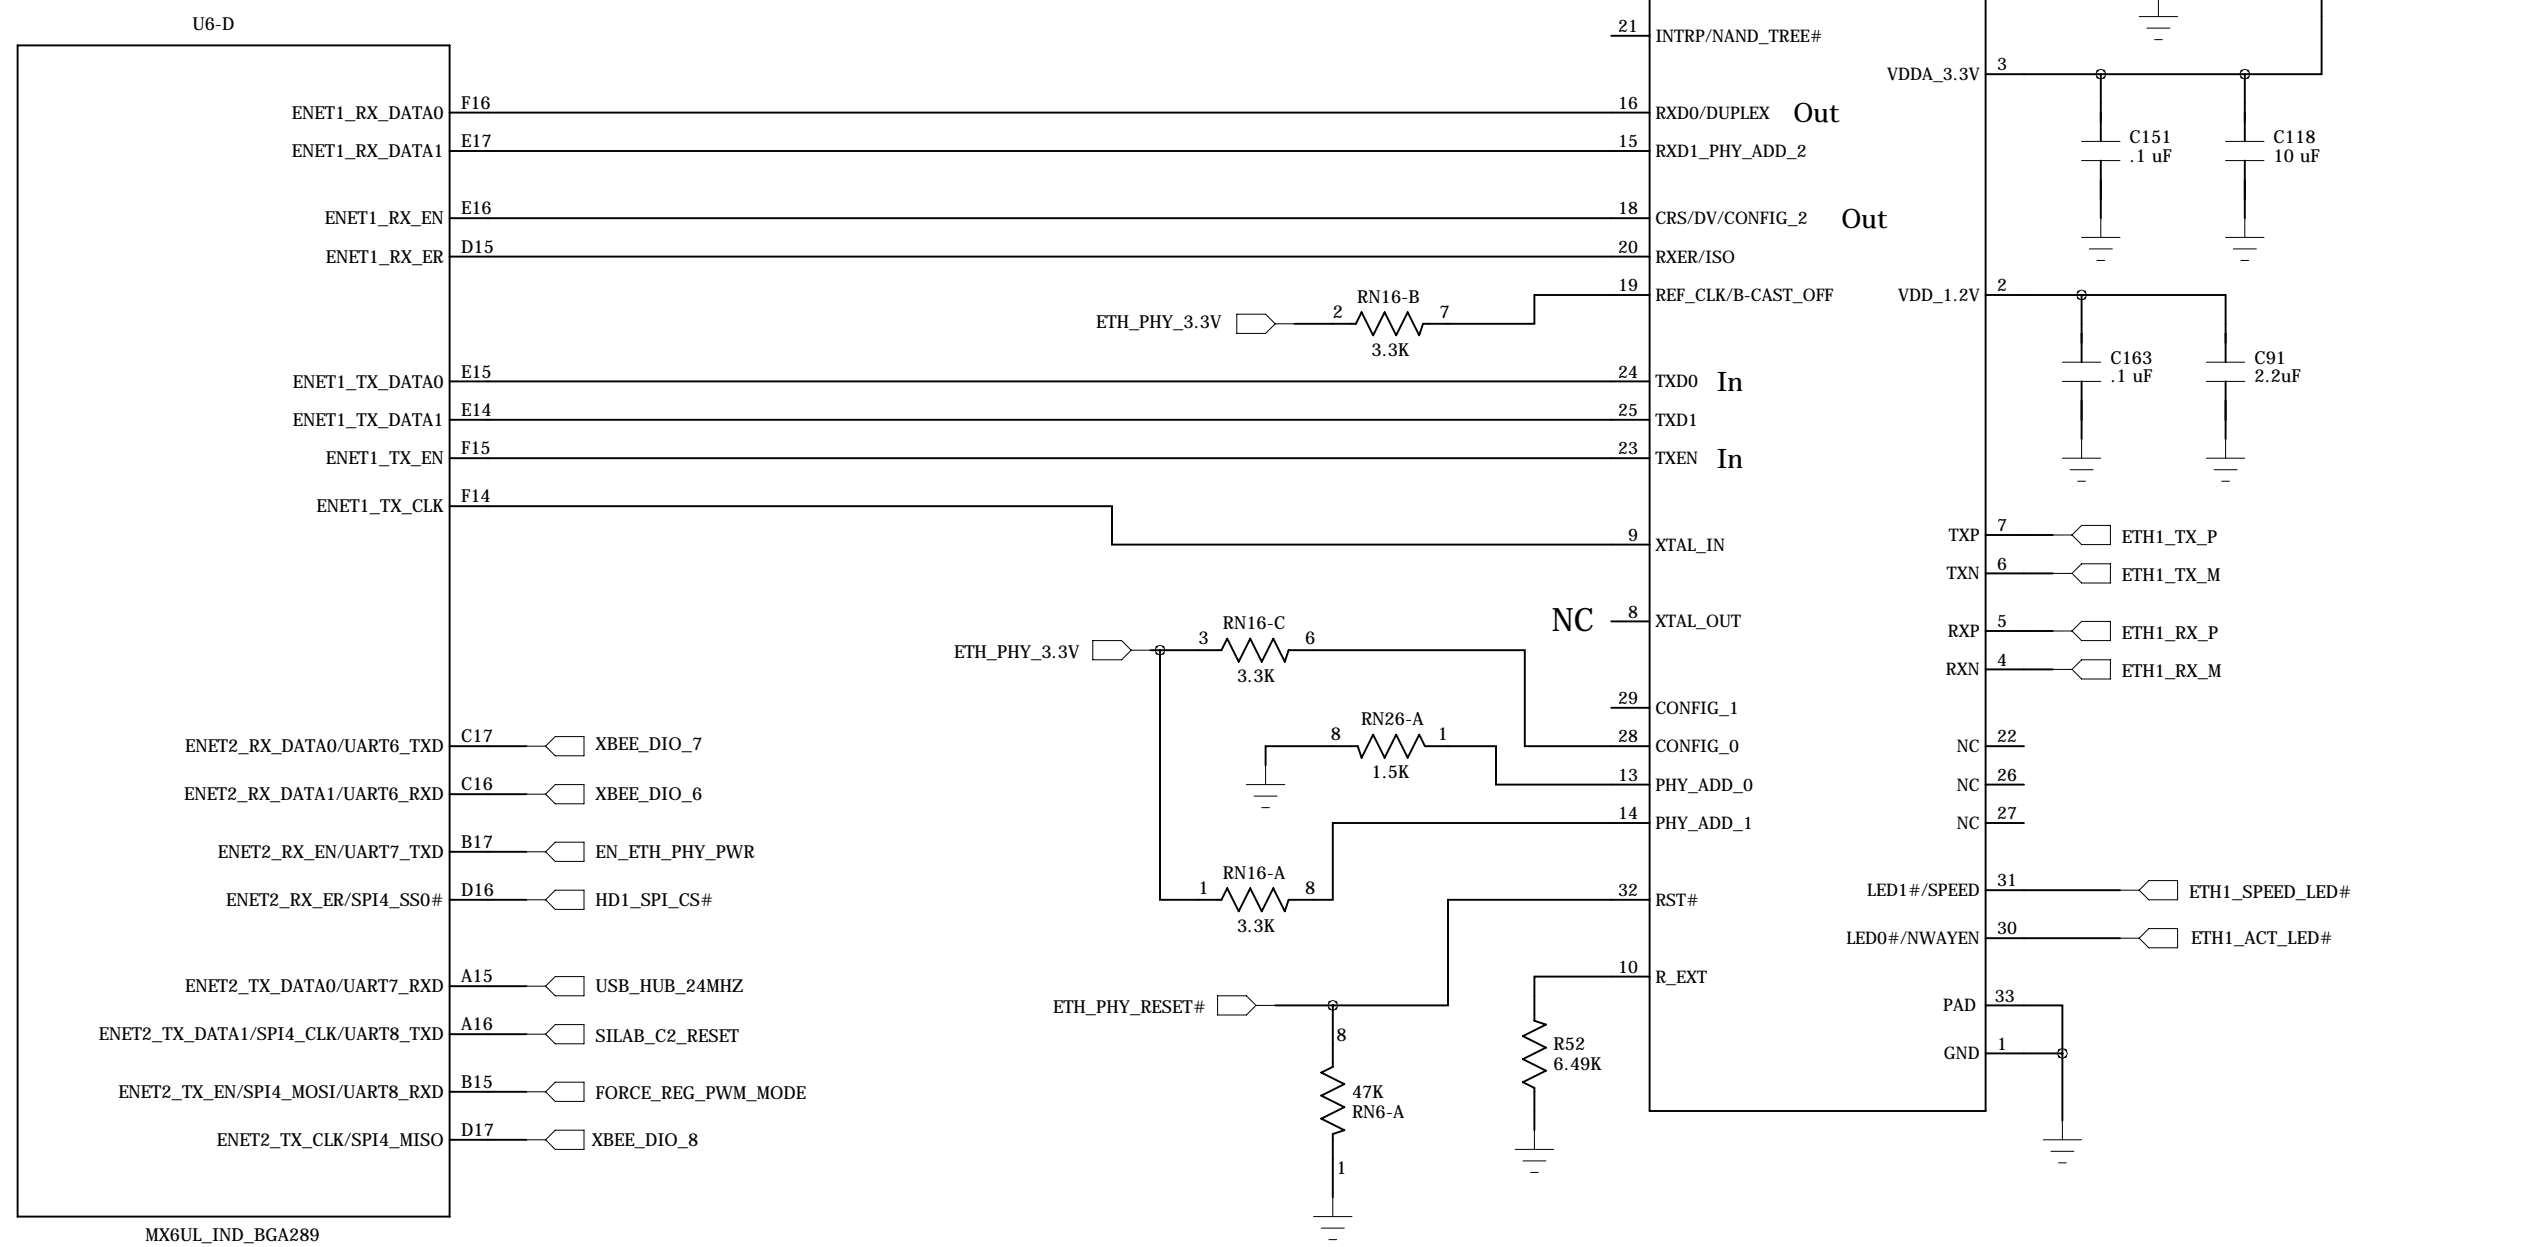 U6-D
21
INTRP/NAND_TREE#
VDDA_3.3V
3
ENET1_RX_DATA0
F16
16
RXD0/DUPLEX Out
ENET1_RX_DATA1
E17
15
RXD1_PHY_ADD_2
C151
.1 uF
C118
10 uF
ENET1_RX_EN
E16
18
CRS/DV/CONFIG_2 Out
ENET1_RX_ER
D15
20
RXER/ISO
ETH_PHY_3.3V
2
RN16-B
7
3.3K
19
REF_CLK/B-CAST_OFF
VDD_1.2V
2
C163
.1 uF
C91
2.2uF
ENET1_TX_DATA0
E15
24
TXD0 In
ENET1_TX_DATA1
E14
25
TXD1
ENET1_TX_EN
F15
23
TXEN In
ENET1_TX_CLK
F14
9
XTAL_IN
TXP
7
ETH1_TX_P
TXN
6
ETH1_TX_M
NC
8
XTAL_OUT
RXP
5
ETH1_RX_P
RXN
4
ETH1_RX_M
ETH_PHY_3.3V
3
RN16-C
6
3.3K
29
CONFIG_1
8
RN26-A
1
1.5K
28
CONFIG_0
NC
22
13
PHY_ADD_0
NC
26
14
PHY_ADD_1
NC
27
ENET2_RX_DATA0/UART6_TXD
C17
XBEE_DIO_7
ENET2_RX_DATA1/UART6_RXD
C16
XBEE_DIO_6
ENET2_RX_EN/UART7_TXD
B17
EN_ETH_PHY_PWR
ENET2_RX_ER/SPI4_SS0#
D16
HD1_SPI_CS#
1
RN16-A
8
3.3K
32
RST#
LED1#/SPEED
31
ETH1_SPEED_LED#
LED0#/NWAYEN
30
ETH1_ACT_LED#
ENET2_TX_DATA0/UART7_RXD
A15
USB_HUB_24MHZ
ENET2_TX_DATA1/SPI4_CLK/UART8_TXD
A16
SILAB_C2_RESET
ETH_PHY_RESET#
8
47K
RN6-A
1
10
R_EXT
R52
6.49K
PAD
33
GND
1
ENET2_TX_EN/SPI4_MOSI/UART8_RXD
B15
FORCE_REG_PWM_MODE
ENET2_TX_CLK/SPI4_MISO
D17
XBEE_DIO_8
MX6UL_IND_BGA289